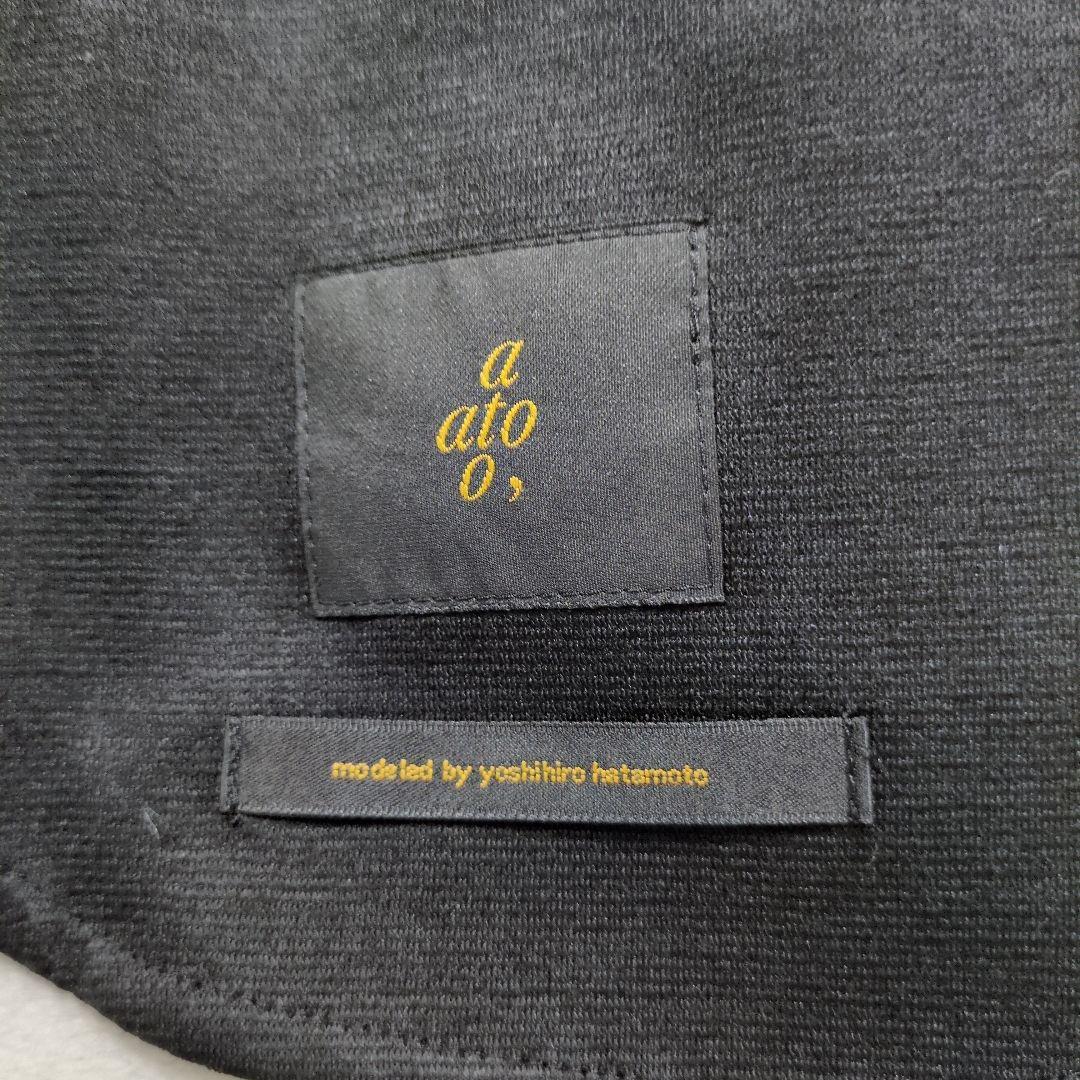 a
ato
o,
modeled by yoshihiro hatamoto